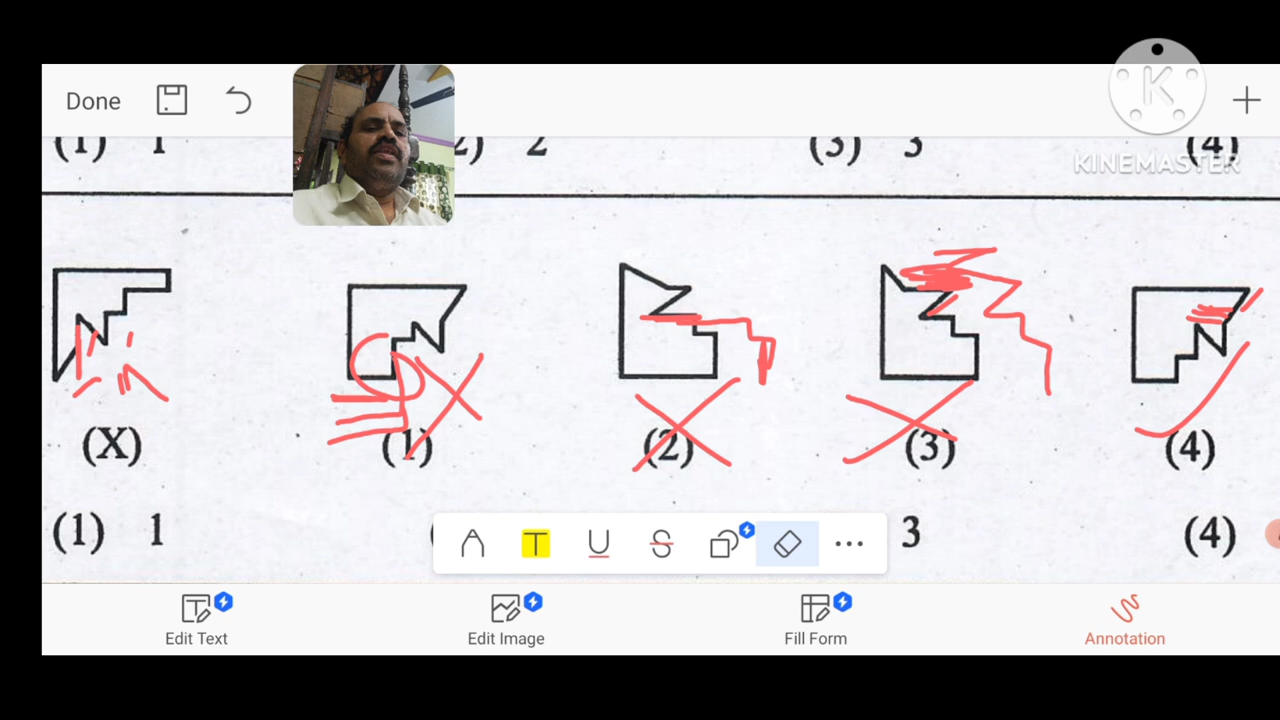 Done
(1) 1 2) 2 (3) 3 (4)
KINEMASTER
(X) (1) (2) (3) (4)
(1) 1 3 (4)
Edit Text Edit Image Fill Form Annotation